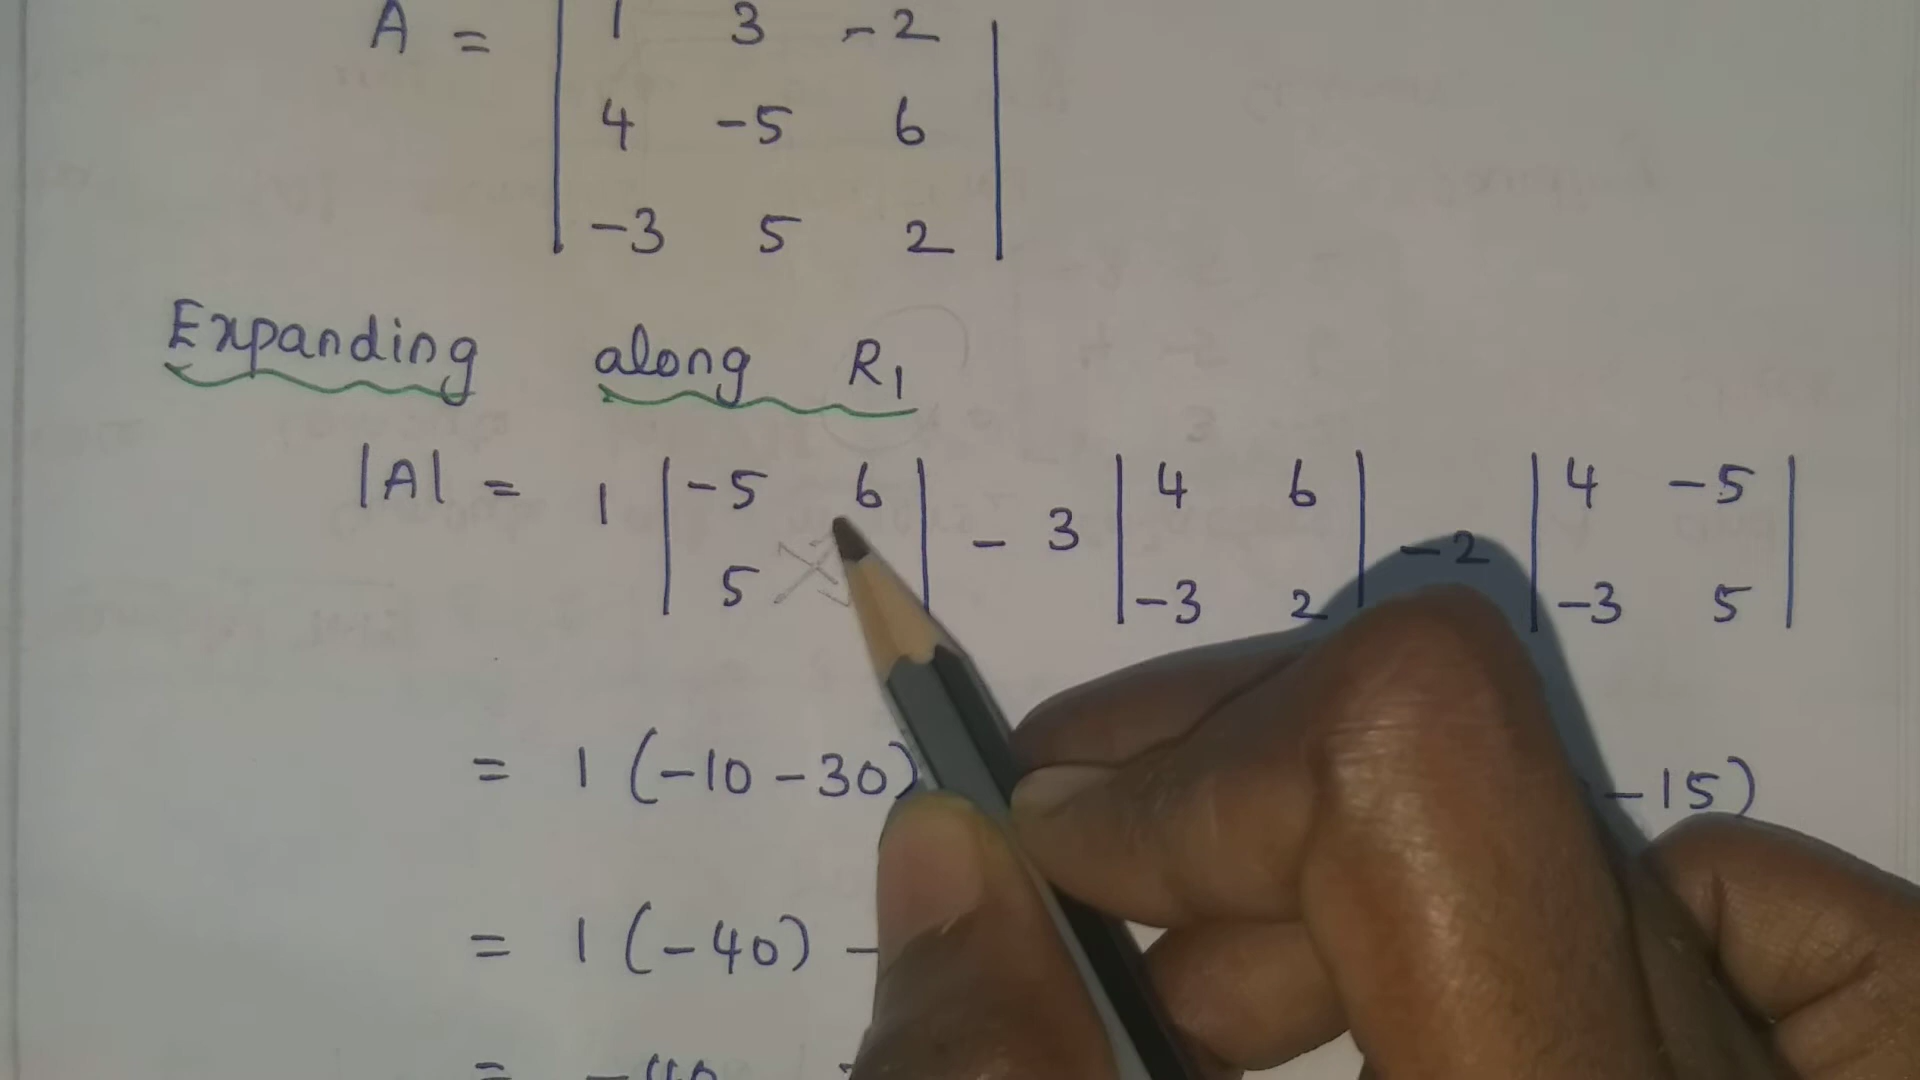 A = | 1 3 -2 |
| 4 -5 6 |
| -3 5 2 |
Expanding along R1
|A| = 1 | -5 6 | - 3 | 4 6 | -2 | 4 -5 |
| 5 | | -3 2 | | -3 5 |
= 1 (-10 - 30) - 15)
= 1 (-40) -
= -40